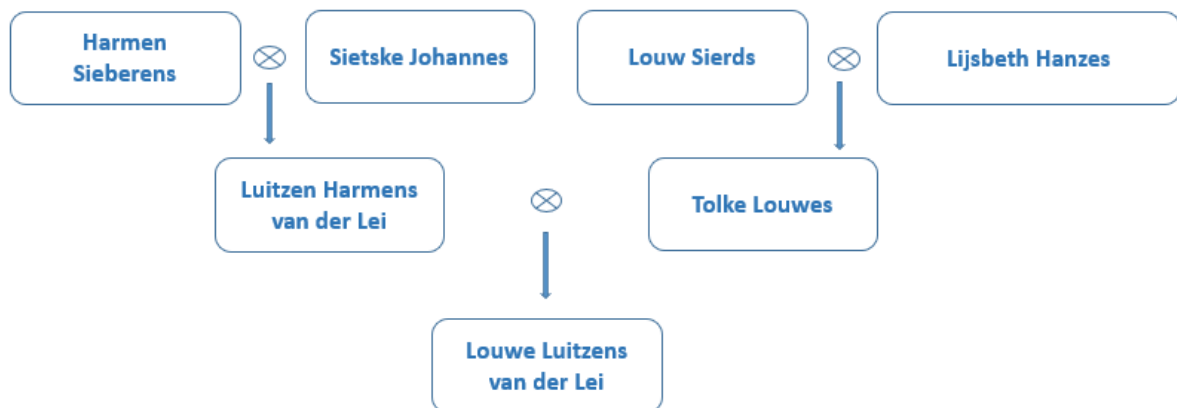 Harmen
Sieberens
Sietske Johannes
Louw Sierds
Lijsbeth Hanzes
Luitzen Harmens
van der Lei
Tolke Louwes
Louwe Luitzens
van der Lei